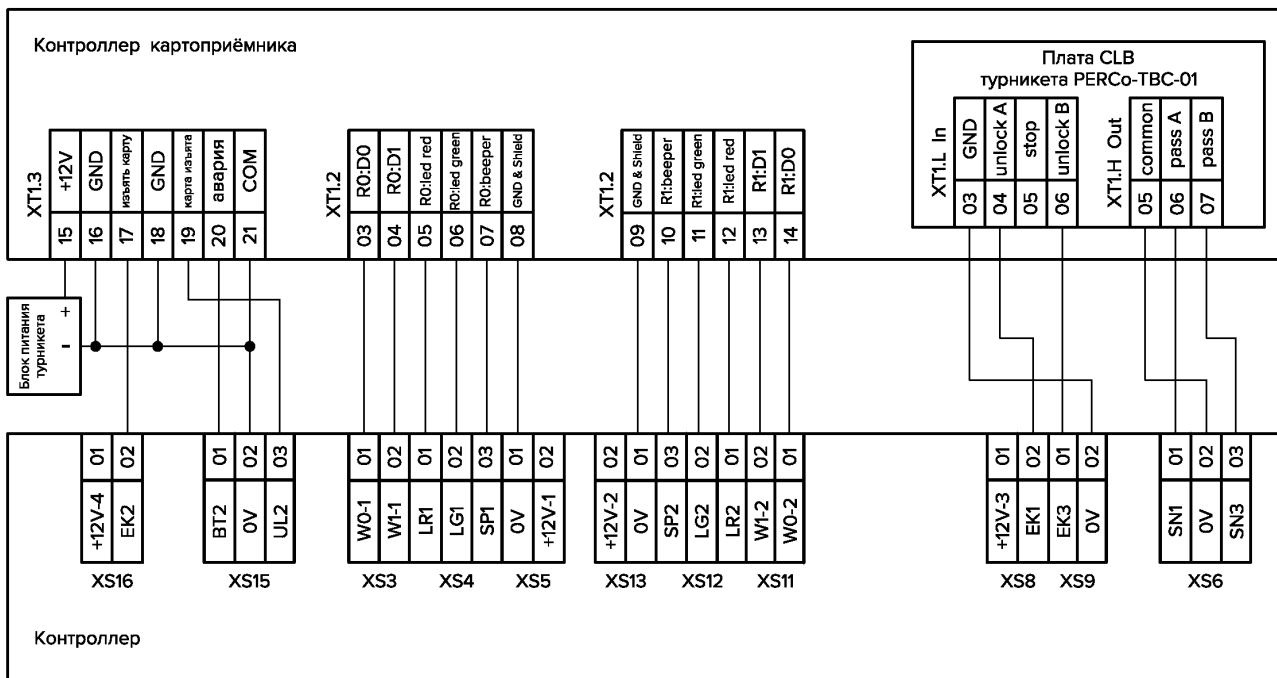 Контроллер картоприёмника
Плата CLB
турникета PERCo-TBC-01
XT1.3
+12V
GND
изъять карту
GND
карта изъята
авария
COM
15
16
17
18
19
20
21
XT1.2
R0:D0
R0:D1
R0:led red
R0:led green
R0:beeper
GND & Shield
03
04
05
06
07
08
XT1.2
GND & Shield
R1:beeper
R1:led green
R1:led red
R1:D1
R1:D0
09
10
11
12
13
14
XT1.L In
GND
unlock A
stop
unlock B
03
04
05
06
XT1.H Out
common
pass A
pass B
05
06
07
Блок питания
турникета
+
-
01
02
+12V-4
EK2
XS16
01
02
03
BT2
0V
UL2
XS15
01
02
01
02
03
01
02
W0-1
W1-1
LR1
LG1
SP1
0V
+12V-1
XS3
XS4
XS5
02
01
03
02
01
02
01
+12V-2
0V
SP2
LG2
LR2
W1-2
W0-2
XS13
XS12
XS11
01
02
01
02
+12V-3
EK1
EK3
0V
XS8
XS9
01
02
03
SN1
0V
SN3
XS6
Контроллер